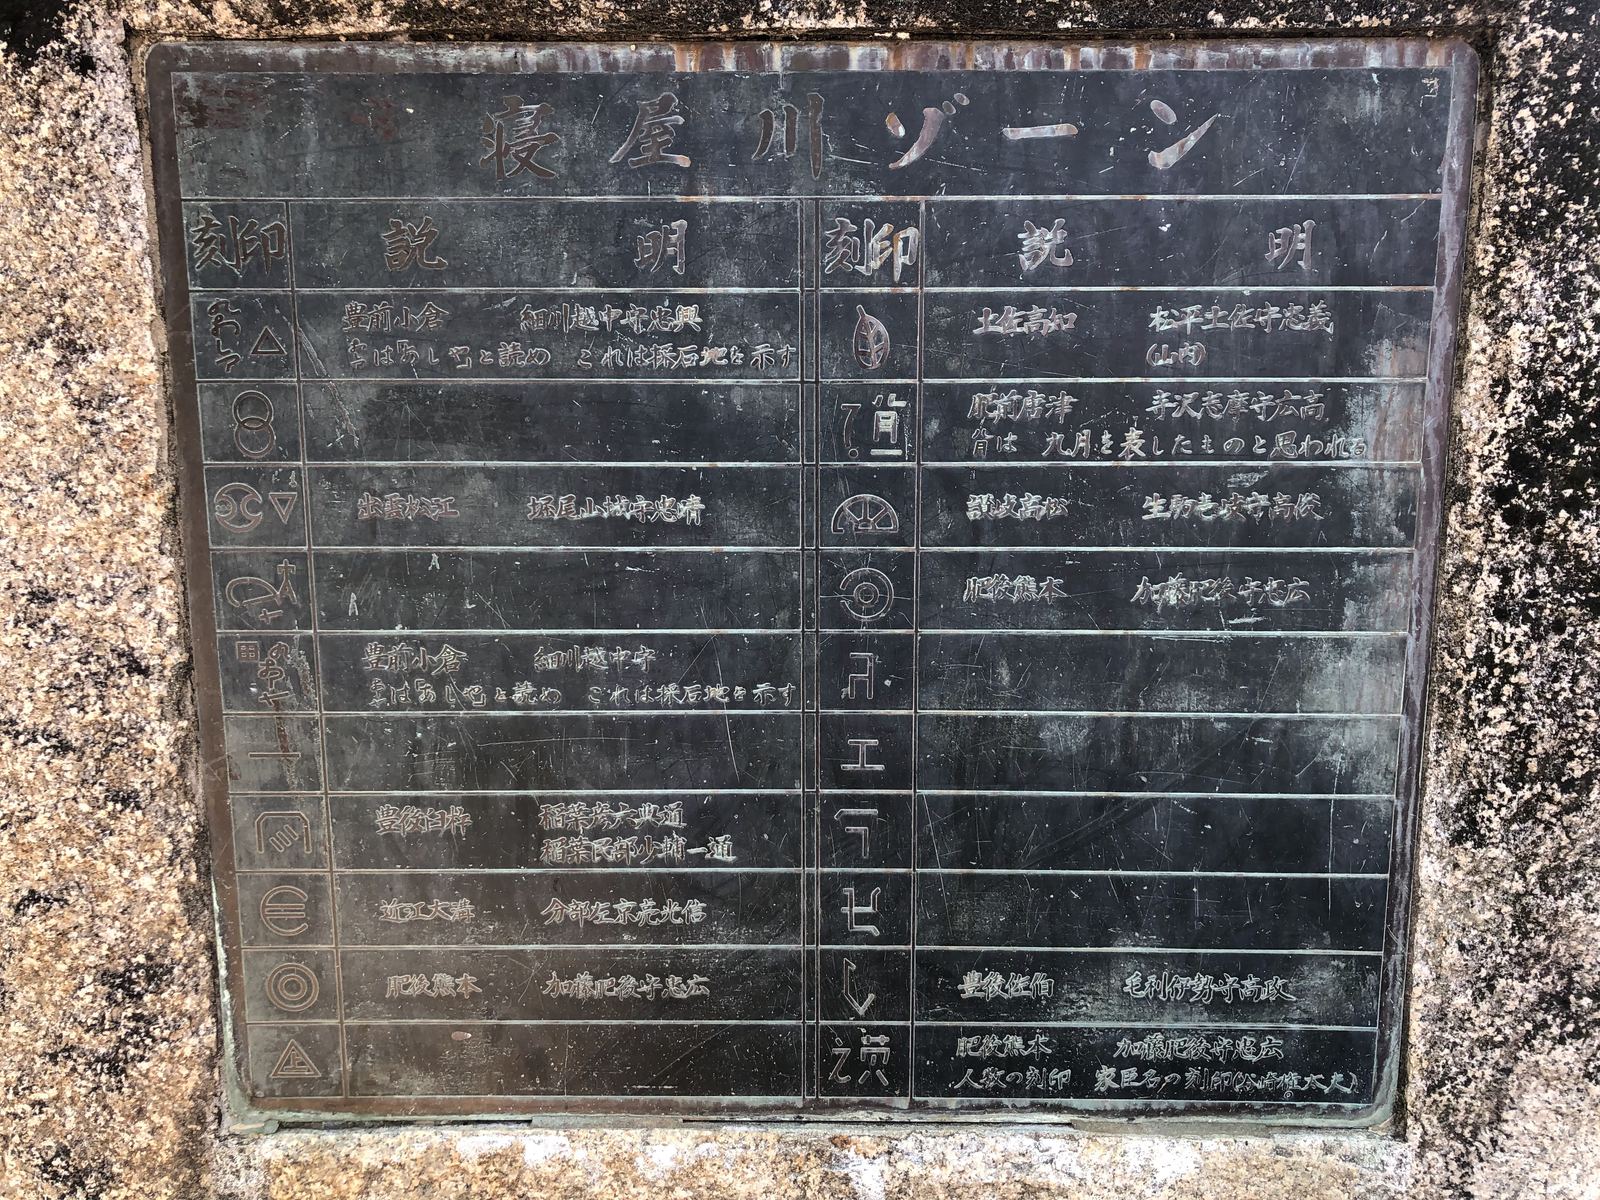 寝屋川ゾーン
刻印 説明
豊前小倉 細川越中守忠興
はあしやと読め これは採石地を示す
出雲松江 堀尾山城守忠晴
豊前小倉 細川越中守
はあしやと読め これは採石地を示す
豊後臼杵 稲葉彦六典通
稲葉民部少輔一通
近江大溝 分部左京亮光信
肥後熊本 加藤肥後守忠広
上
刻印 説明
土佐高知 松平土佐守忠義
(山内)
肥前唐津 寺沢志摩守広高
は 九月を表したものと思われる
讃岐高松 生駒壱岐守高俊
肥後熊本 加藤肥後守忠広
豊後佐伯 毛利伊勢守高政
肥後熊本 加藤肥後守忠広
人数の刻印 家臣名の刻印